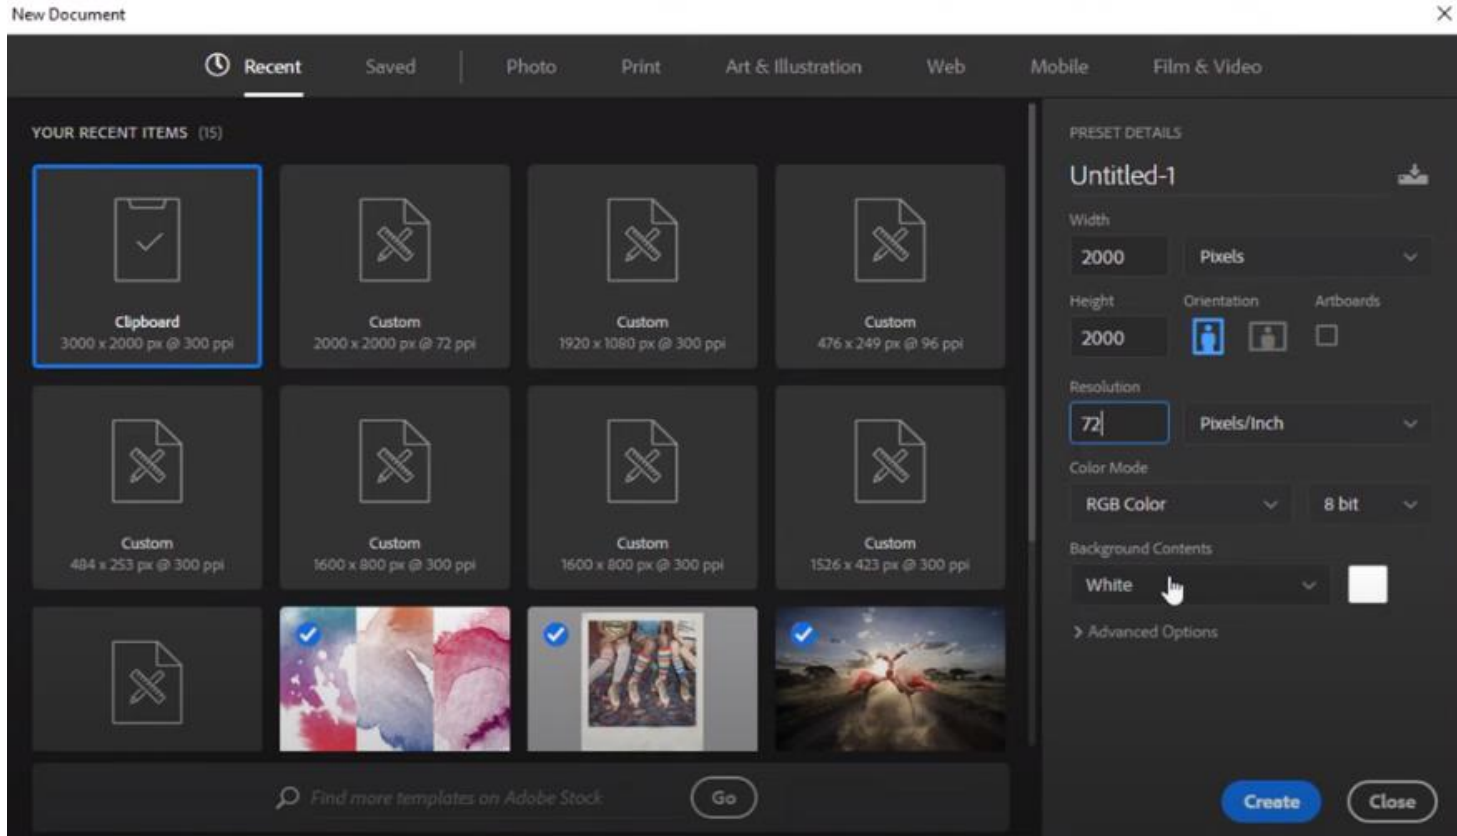 New Document
Recent Saved Photo Print Art & Illustration Web Mobile Film & Video
YOUR RECENT ITEMS (15)
Clipboard
3000 x 2000 px @ 300 ppi
Custom
2000 x 2000 px @ 72 ppi
Custom
1920 x 1080 px @ 300 ppi
Custom
476 x 249 px @ 96 ppi
Custom
484 x 253 px @ 300 ppi
Custom
1600 x 800 px @ 300 ppi
Custom
1600 x 800 px @ 300 ppi
Custom
1526 x 423 px @ 300 ppi
Find more templates on Adobe Stock
Go
PRESET DETAILS
Untitled-1
Width
2000 Pixels
Height Orientation Artboards
2000
Resolution
72 Pixels/Inch
Color Mode
RGB Color 8 bit
Background Contents
White
Advanced Options
Create Close